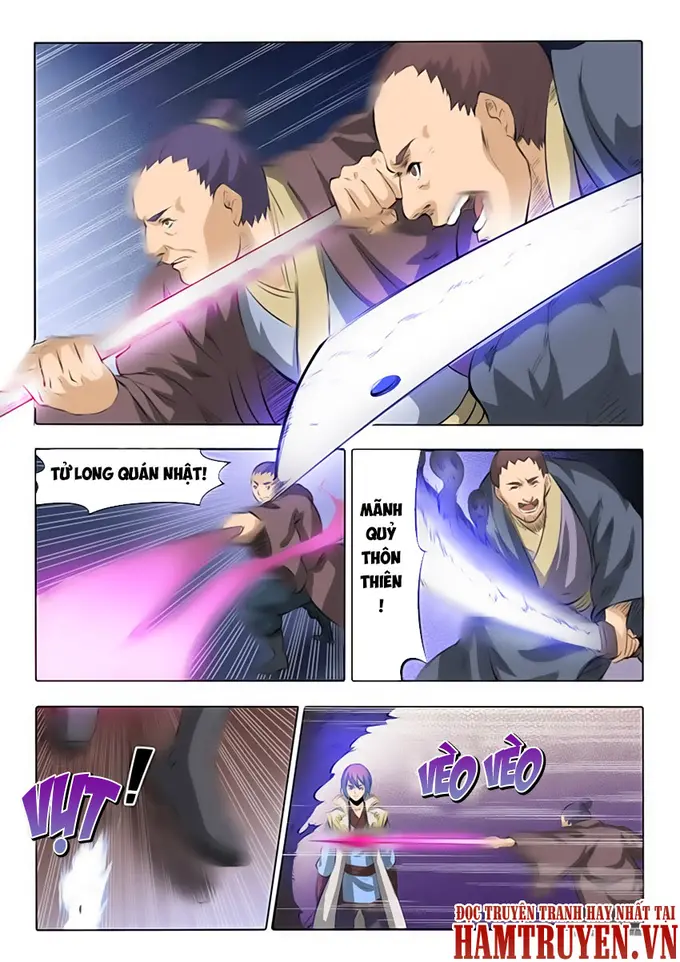 TỬ LONG QUÁN NHẬT!
MÃNH
QUỶ
THÔN
THIÊN
!
VỤT!
VÈO VÈO
ĐỌC TRUYỆN TRANH HAY NHẤT TẠI
HAMTRUYEN.VN